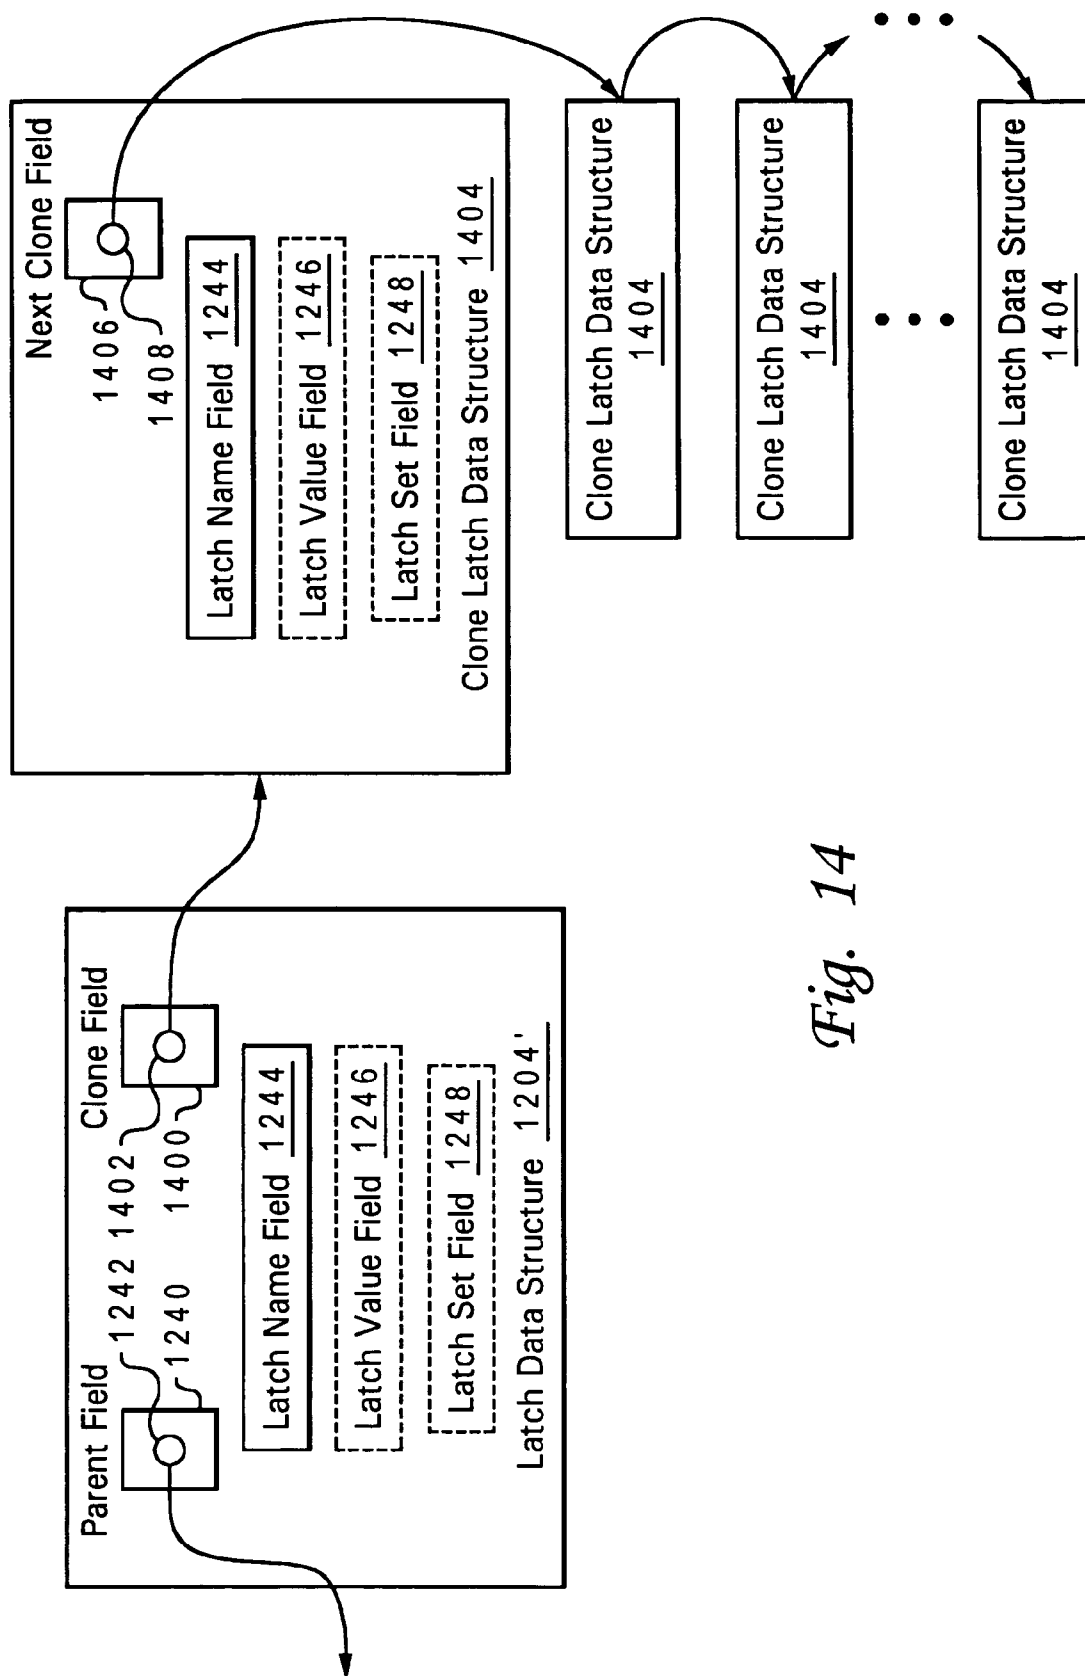 Parent Field
1242
1402
Clone Field
1240
1400
Latch Name Field 1244
Latch Value Field 1246
Latch Set Field 1248
Latch Data Structure 1204'
Next Clone Field
1406
1408
Latch Name Field 1244
Latch Value Field 1246
Latch Set Field 1248
Clone Latch Data Structure 1404
Clone Latch Data Structure
1404
Clone Latch Data Structure
1404
Clone Latch Data Structure
1404
Fig. 14